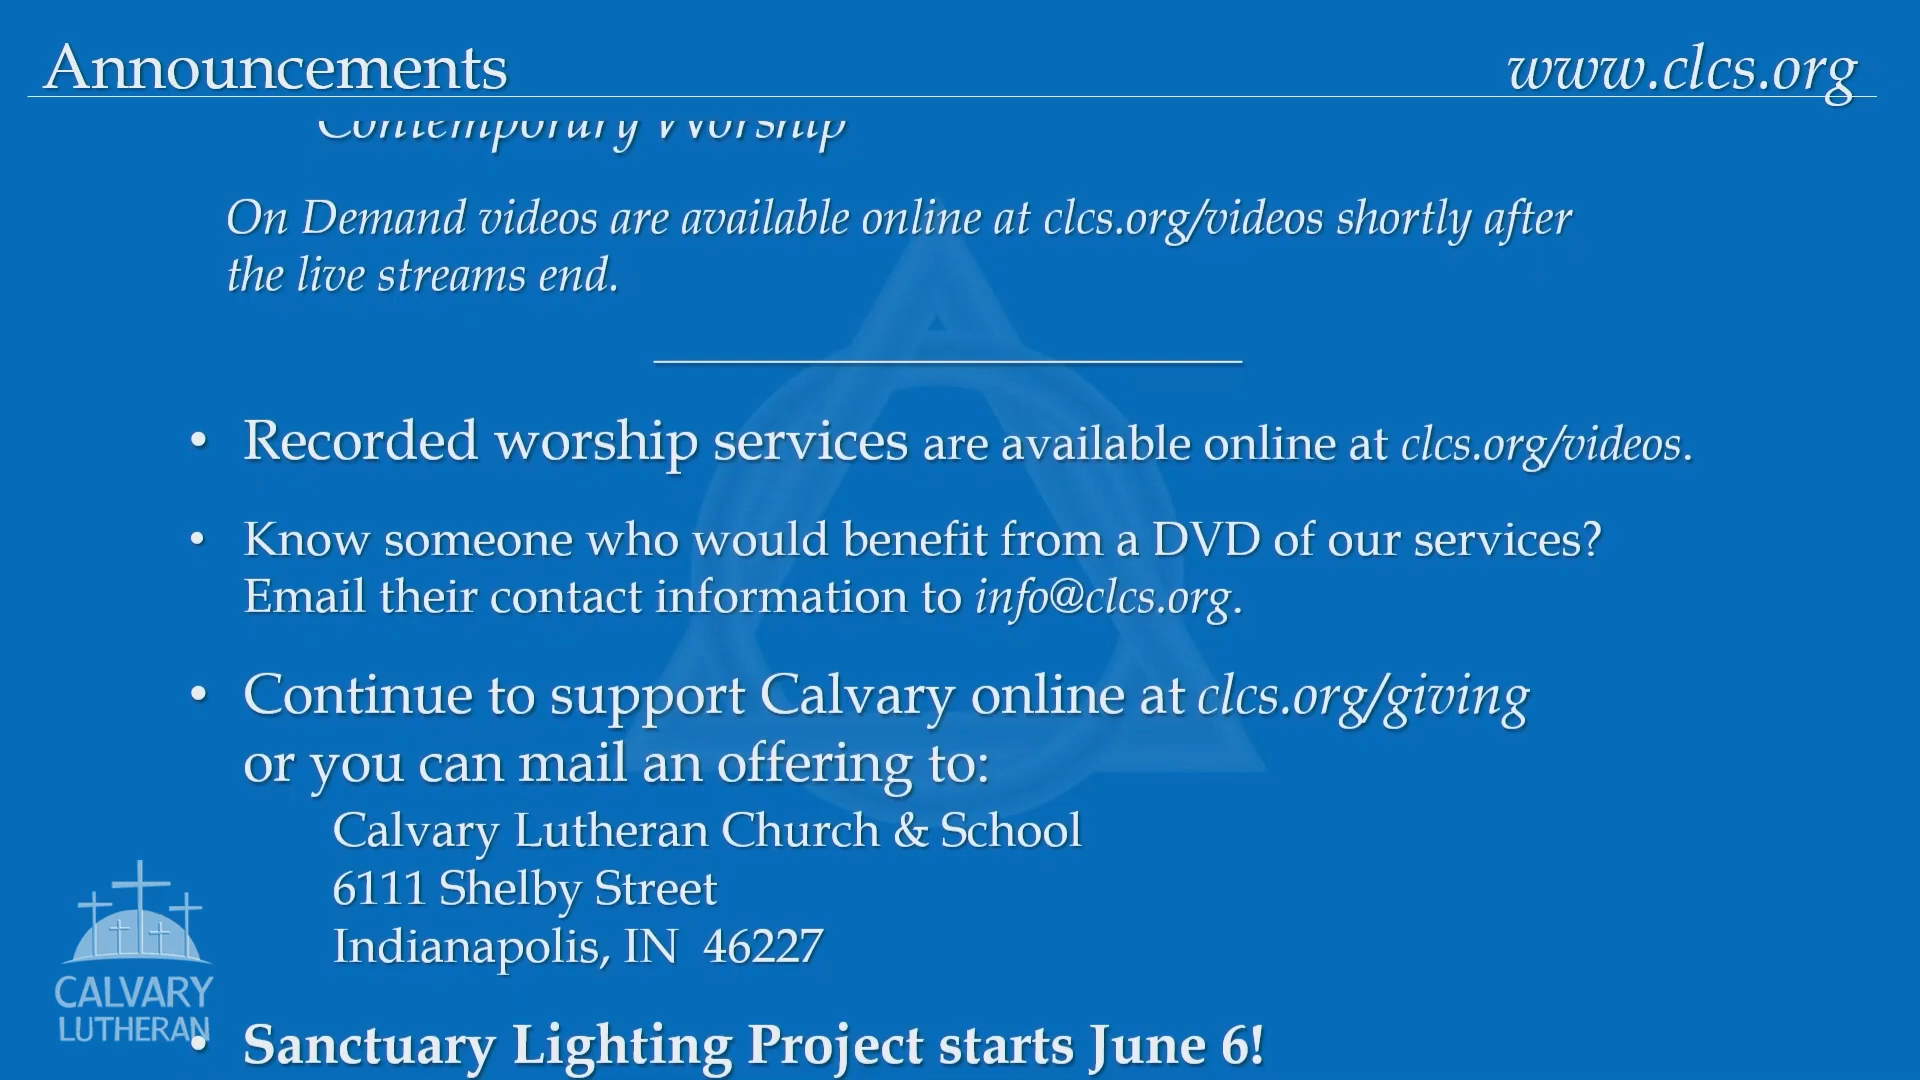 Announcements
www.clcs.org
Contemporary Worship
On Demand videos are available online at clcs.org/videos shortly after
the live streams end.
• Recorded worship services are available online at clcs.org/videos.
• Know someone who would benefit from a DVD of our services?
Email their contact information to info@clcs.org.
• Continue to support Calvary online at clcs.org/giving
or you can mail an offering to:
Calvary Lutheran Church & School
6111 Shelby Street
Indianapolis, IN 46227
CALVARY
LUTHERAN
• Sanctuary Lighting Project starts June 6!